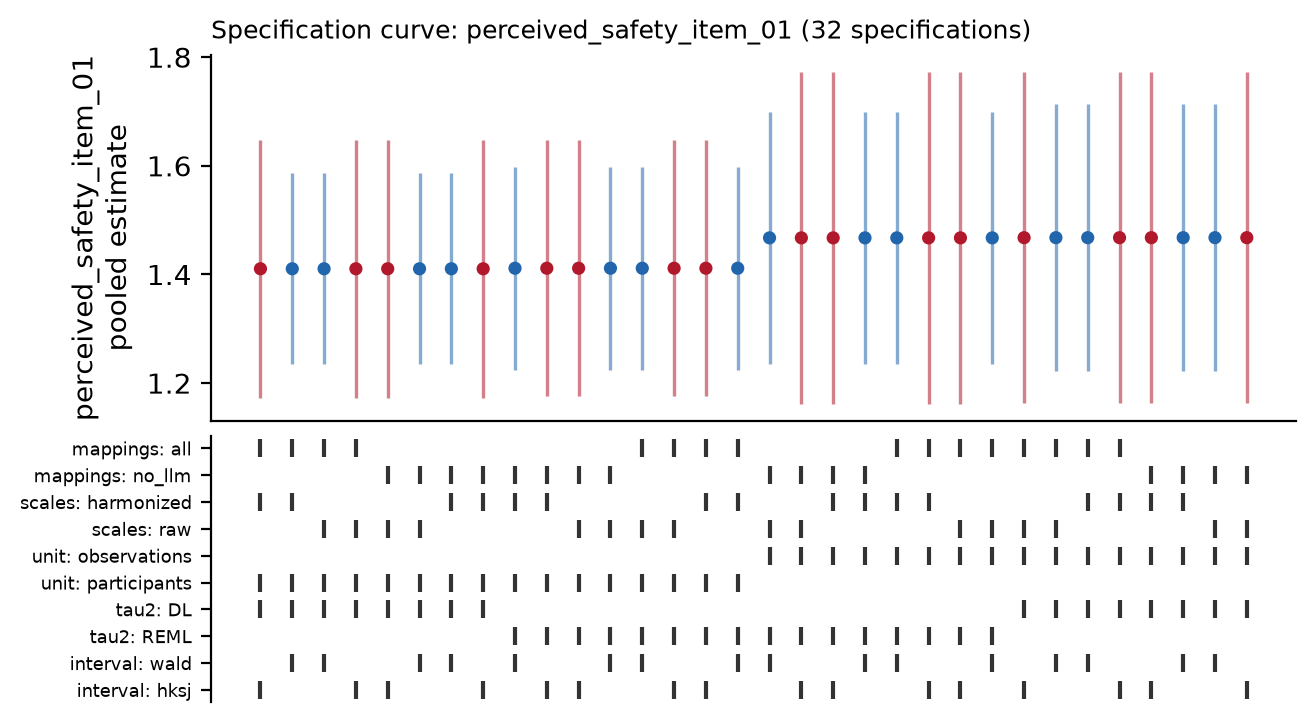 Specification curve: perceived_safety_item_01 (32 specifications)
perceived_safety_item_01
pooled estimate
1.8
1.6
1.4
1.2
mappings: all
mappings: no_llm
scales: harmonized
scales: raw
unit: observations
unit: participants
tau2: DL
tau2: REML
interval: wald
interval: hksj